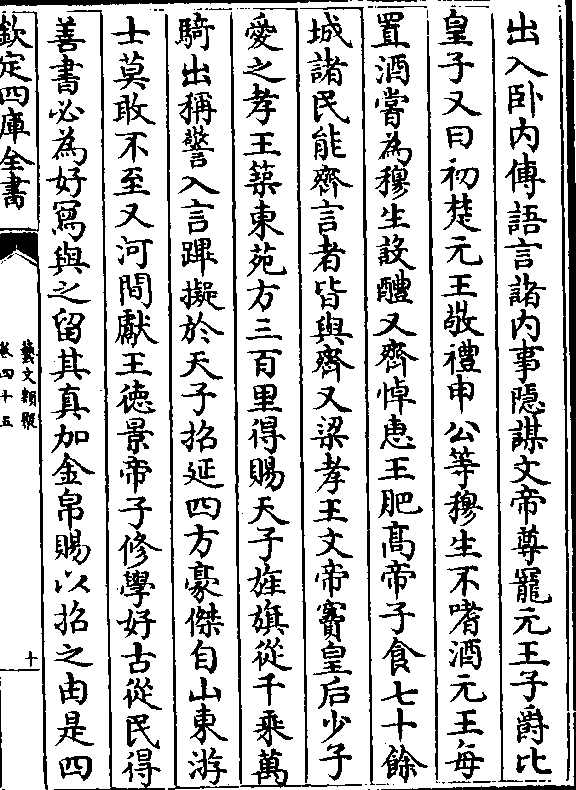 出入卧内傳語言諸内事隱謀文帝尊寵元王子爵比
皇子又曰初楚元王敬禮申公等穆生不嗜酒元王每
置酒嘗為穆生設醴又齊悼惠王肥髙帝子食七十餘
城諸民能齊言者皆與齊又梁孝王文帝竇皇后少子
愛之孝王築東苑方三百里得賜天子旌旗從千乗萬
騎出稱警入言蹕擬於天子招延四方豪傑自山東游
士莫敢不至又河間獻王徳景帝子修學好古從民得
善書必為好寫與之留其真加金帛賜以招之由是四
欽定四庫全書
藝文類聚
卷四十五
十